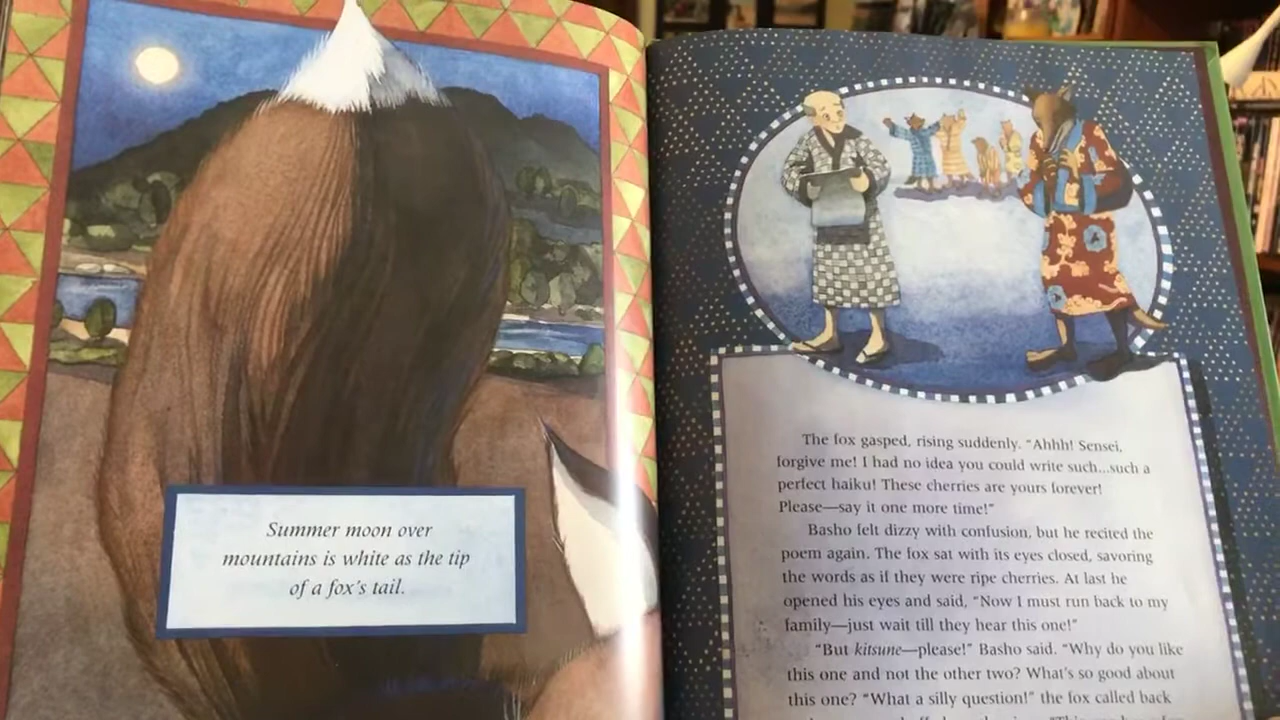 Summer moon over
mountains is white as the tip
of a fox's tail.
The fox gasped, rising suddenly. “Ahhh! Sensei,
forgive me! I had no idea you could write such...such a
perfect haiku! These cherries are yours forever!
Please—say it one more time!”
Basho felt dizzy with confusion, but he recited the
poem again. The fox sat with its eyes closed, savoring
the words as if they were ripe cherries. At last he
opened his eyes and said, “Now I must run back to my
family—just wait till they hear this one!”
“But kitsune—please!” Basho said. “Why do you like
this one and not the other two? What's so good about
this one? “What a silly question!” the fox called back